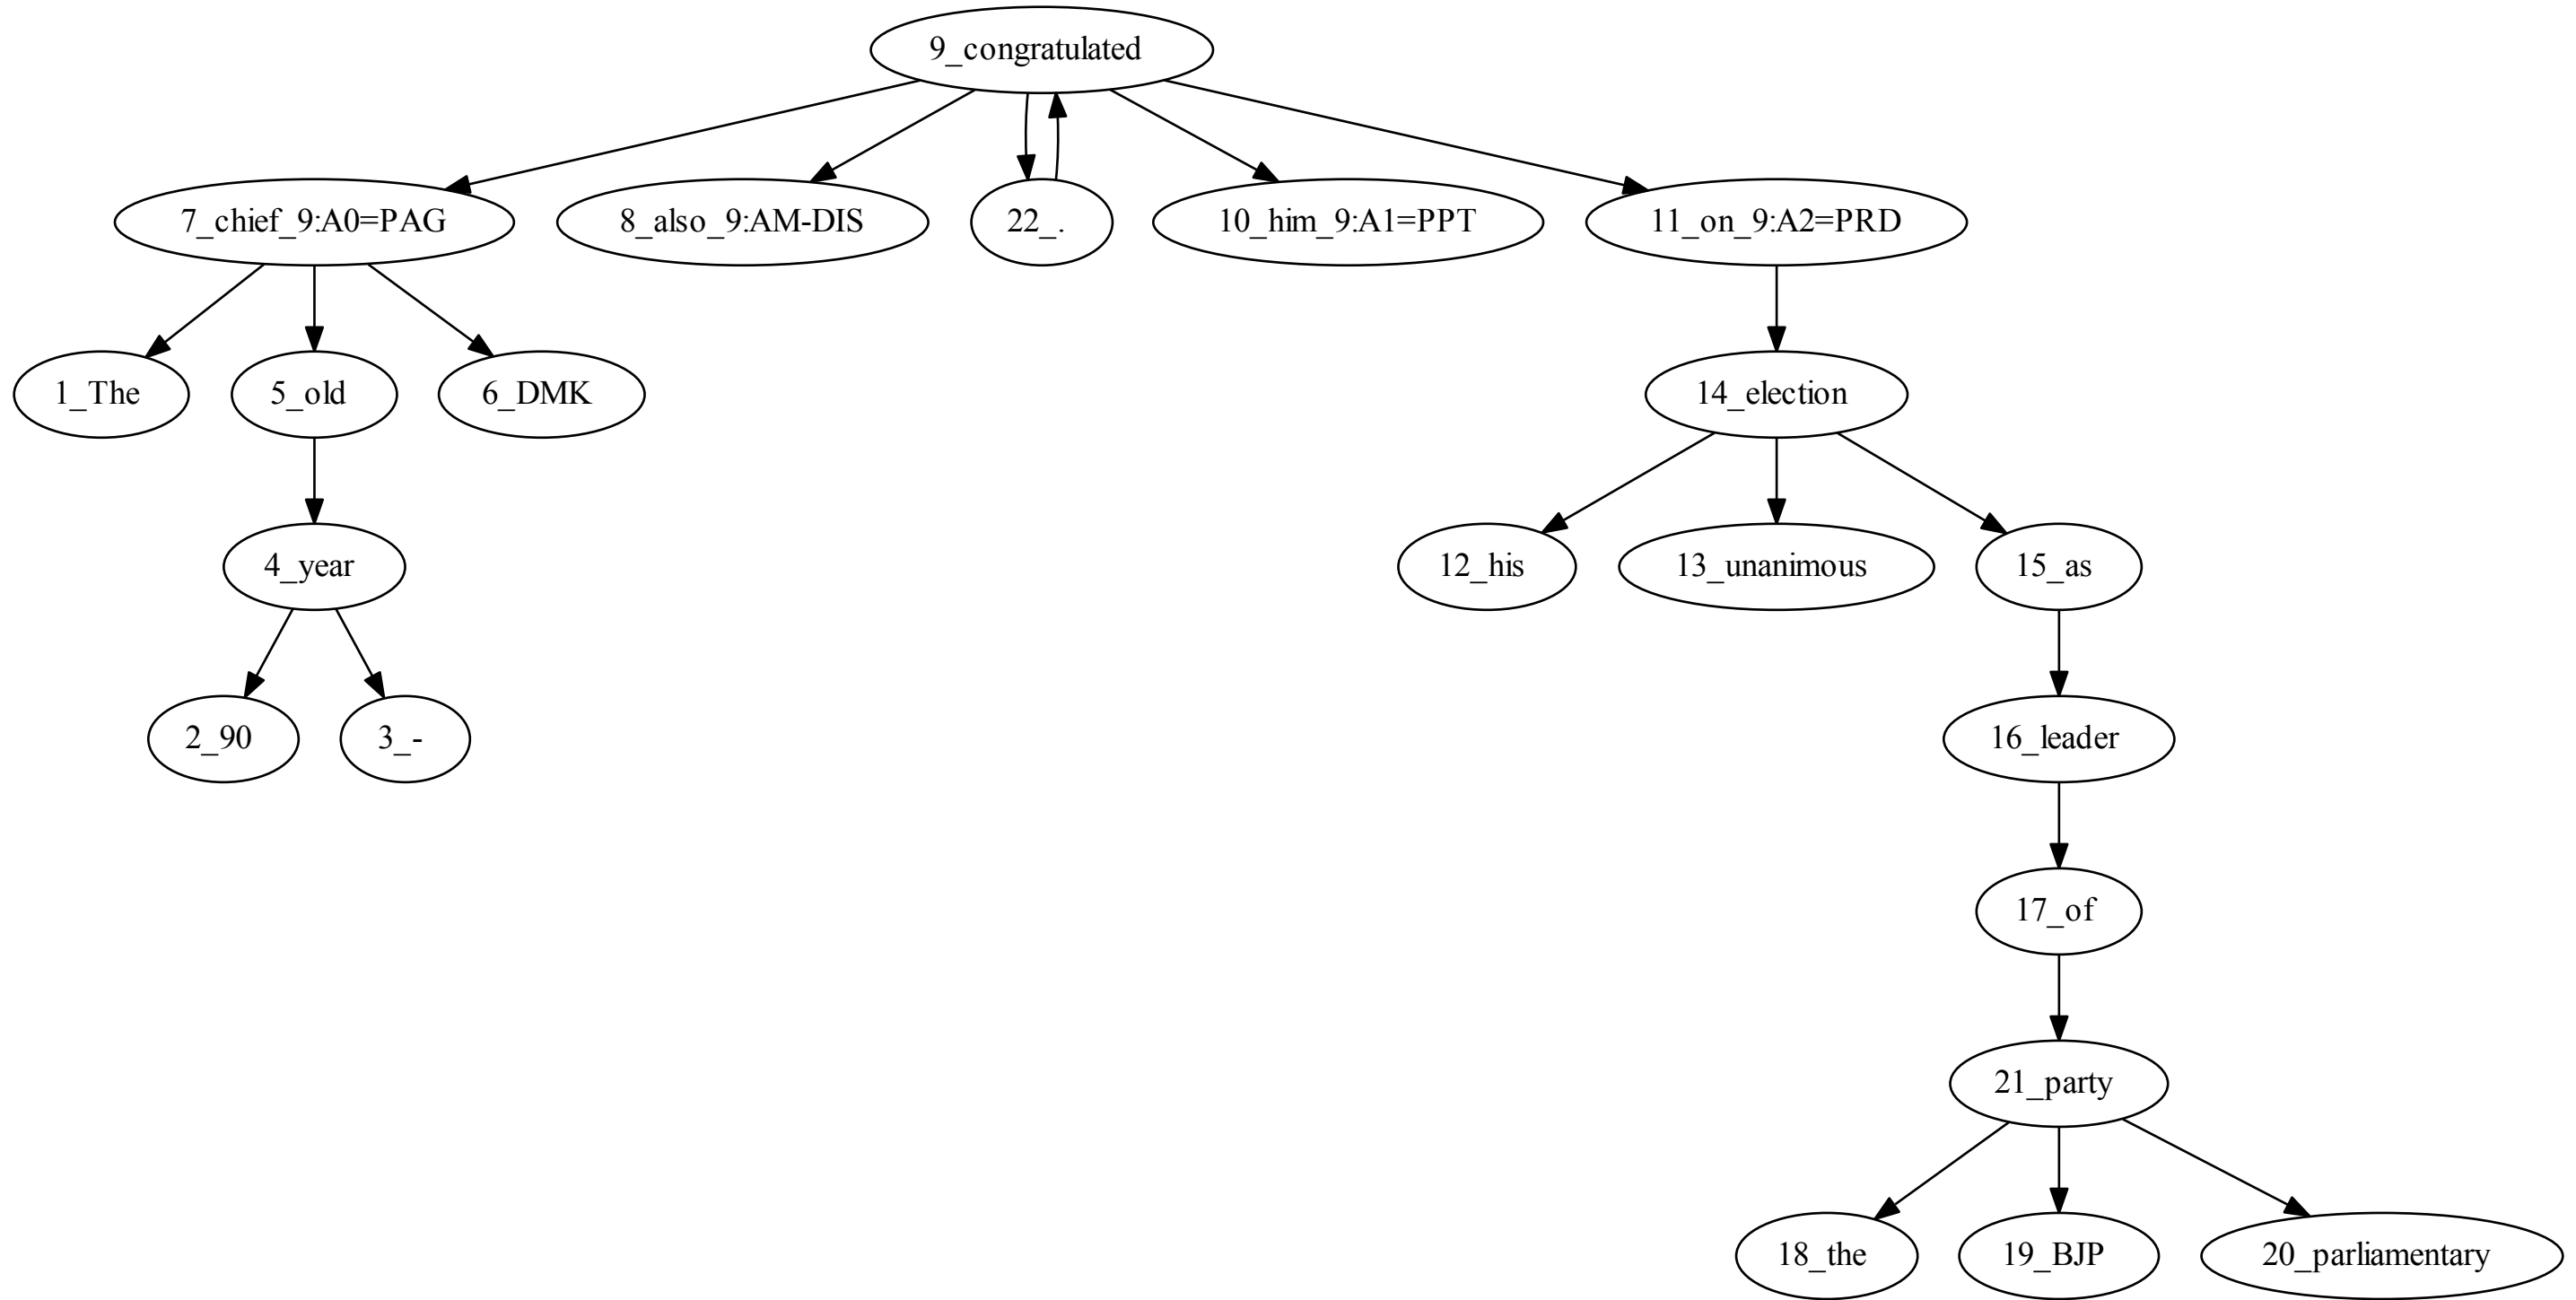 9_congratulated
7_chief_9:A0=PAG 8_also_9:AM-DIS 22_. 10_him_9:A1=PPT 11_on_9:A2=PRD
1_The 5_old 6_DMK 14_election
4_year 12_his 13_unanimous 15_as
2_90 3_- 16_leader
17_of
21_party
18_the 19_BJP 20_parliamentary